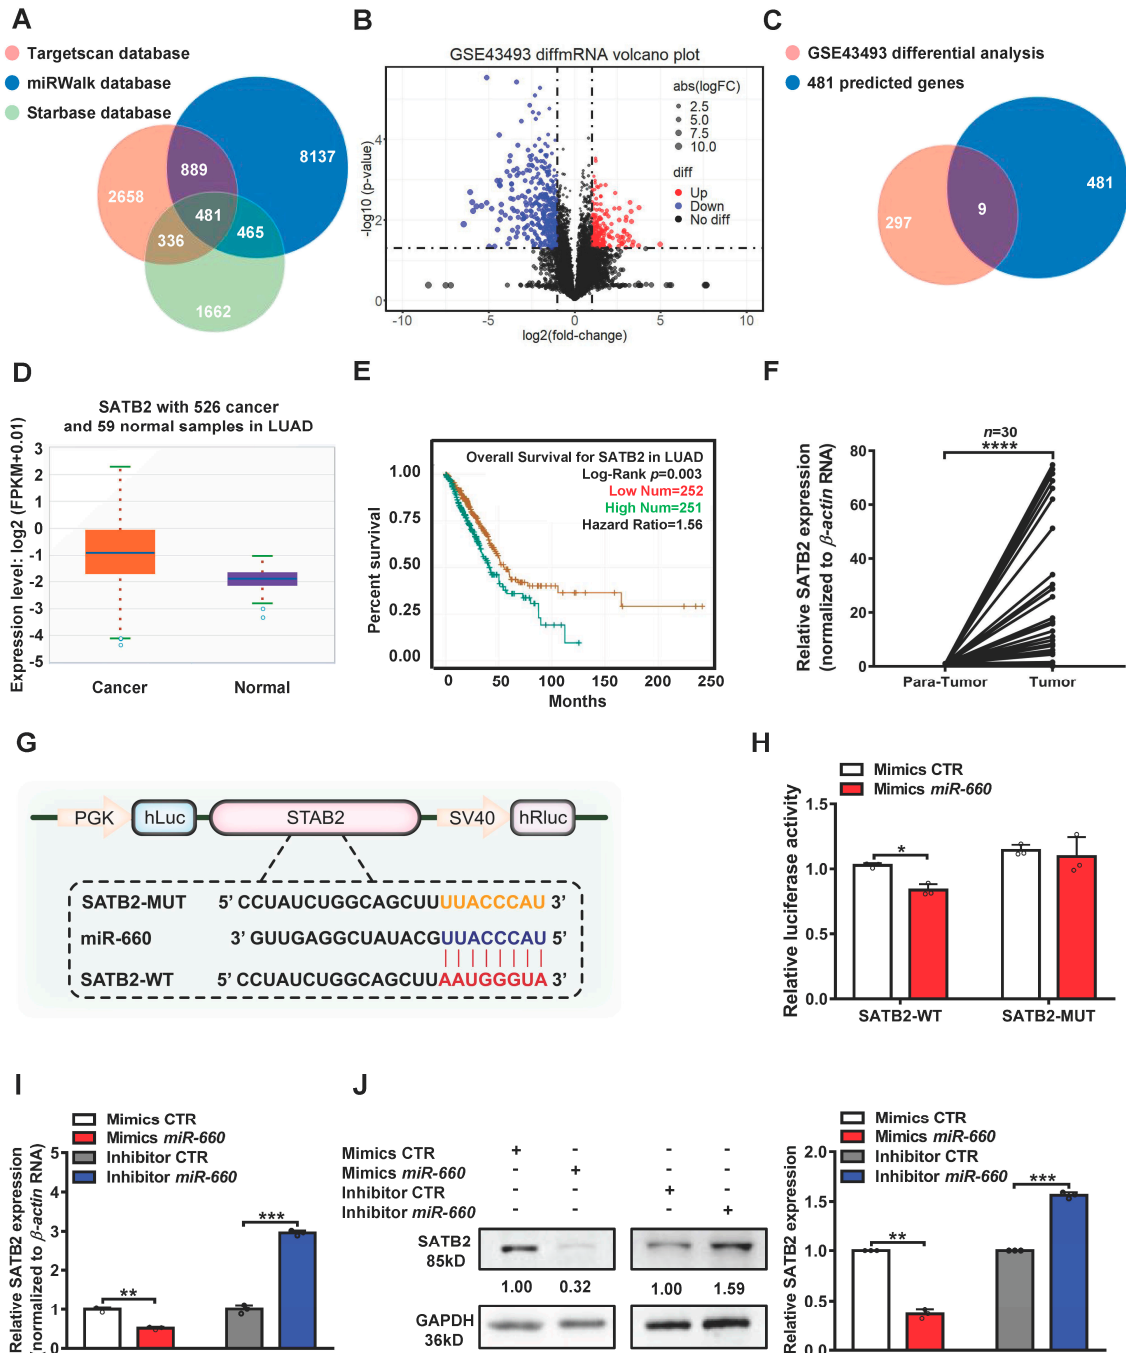 A
Targetscan database
miRWalk database
Starbase database
2658
889
8137
481
336
465
1662
B
GSE43493 diffmRNA volcano plot
-log10 (p-value)
4
2
0
-10
-5
0
5
10
log2(fold-change)
abs(logFC)
2.5
5.0
7.5
10.0
diff
Up
Down
No diff
C
GSE43493 differential analysis
481 predicted genes
297
9
481
D
SATB2 with 526 cancer
and 59 normal samples in LUAD
Expression level: log2 (FPKM+0.01)
3
2
1
0
-1
-2
-3
-4
-5
Cancer
Normal
E
Overall Survival for SATB2 in LUAD
Log-Rank p=0.003
Low Num=252
High Num=251
Hazard Ratio=1.56
Percent survival
1.00
0.75
0.50
0.25
0.00
0
50
100
150
200
250
Months
F
n=30
****
Relative SATB2 expression
(normalized to β-actin RNA)
80
60
40
20
0
Para-Tumor
Tumor
G
PGK
hLuc
STAB2
SV40
hRluc
SATB2-MUT 5’ CCUAUCUGGCAGCUUUUACCCAU 3’
miR-660 3’ GUUGAGGCUAUACGUUACCCAU 5’
SATB2-WT 5’ CCUAUCUGGCAGCUUAAUGGGUA 3’
H
Mimics CTR
Mimics miR-660
Relative luciferase activity
1.5
1.0
0.5
0.0
*
SATB2-WT
SATB2-MUT
I
Mimics CTR
Mimics miR-660
Inhibitor CTR
Inhibitor miR-660
Relative SATB2 expression
(normalized to β-actin RNA)
5
4
3
2
1
0
**
***
J
Mimics CTR + - - -
Mimics miR-660 - + - -
Inhibitor CTR - - + -
Inhibitor miR-660 - - - +
SATB2
85kD
1.00
0.32
1.00
1.59
GAPDH
36kD
Mimics CTR
Mimics miR-660
Inhibitor CTR
Inhibitor miR-660
Relative SATB2 expression
2.0
1.5
1.0
0.5
0.0
**
***